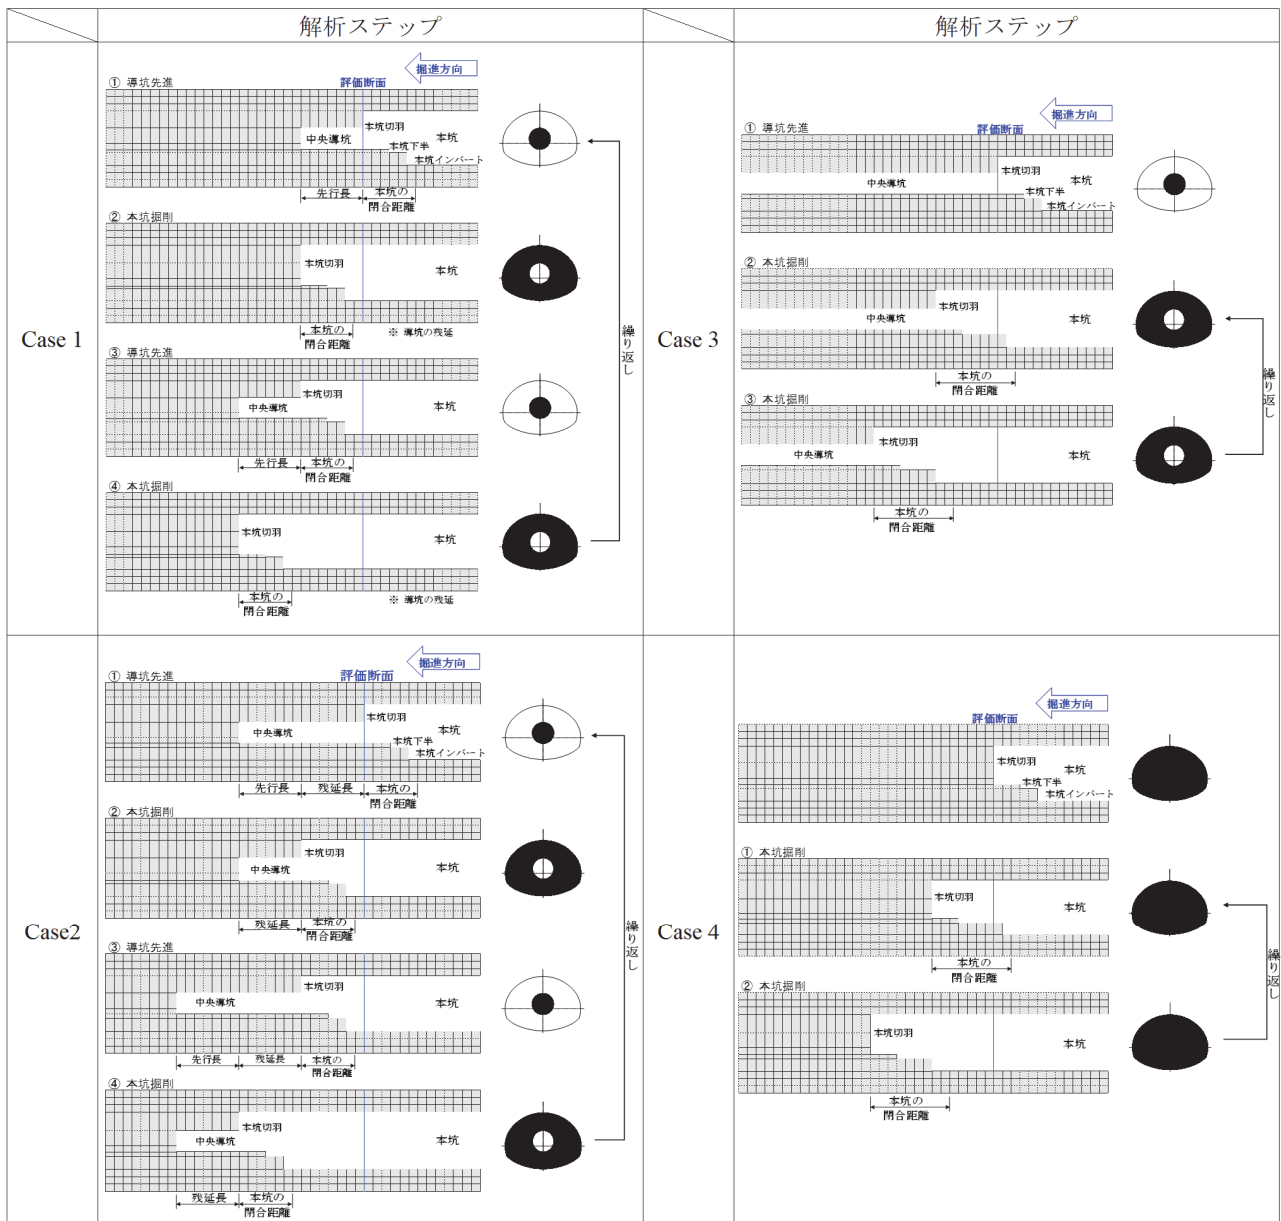 解析ステップ
解析ステップ
Case 1
掘進方向
① 導坑先進
評価断面
本坑切羽
中央導坑
本坑
本坑下半
本坑インバート
先行長
本坑の
閉合距離
② 本坑掘削
本坑切羽
本坑
本坑の
閉合距離
※ 導坑の残延
③ 導坑先進
本坑切羽
中央導坑
本坑
先行長
本坑の
閉合距離
④ 本坑掘削
本坑切羽
本坑
本坑の
閉合距離
※ 導坑の残延
繰り返し
Case 3
掘進方向
① 導坑先進
評価断面
本坑切羽
中央導坑
本坑
本坑下半
本坑インバート
② 本坑掘削
本坑切羽
中央導坑
本坑
本坑の
閉合距離
③ 本坑掘削
本坑切羽
中央導坑
本坑
本坑の
閉合距離
繰り返し
Case2
掘進方向
① 導坑先進
評価断面
本坑切羽
中央導坑
本坑
本坑下半
本坑インバート
先行長
残延長
本坑の
閉合距離
② 本坑掘削
本坑切羽
中央導坑
本坑
残延長
本坑の
閉合距離
③ 導坑先進
本坑切羽
中央導坑
本坑
先行長
残延長
本坑の
閉合距離
④ 本坑掘削
本坑切羽
中央導坑
本坑
残延長
本坑の
閉合距離
繰り返し
Case 4
掘進方向
評価断面
本坑切羽
本坑
本坑下半
本坑インバート
① 本坑掘削
本坑切羽
本坑
本坑の
閉合距離
② 本坑掘削
本坑切羽
本坑
本坑の
閉合距離
繰り返し